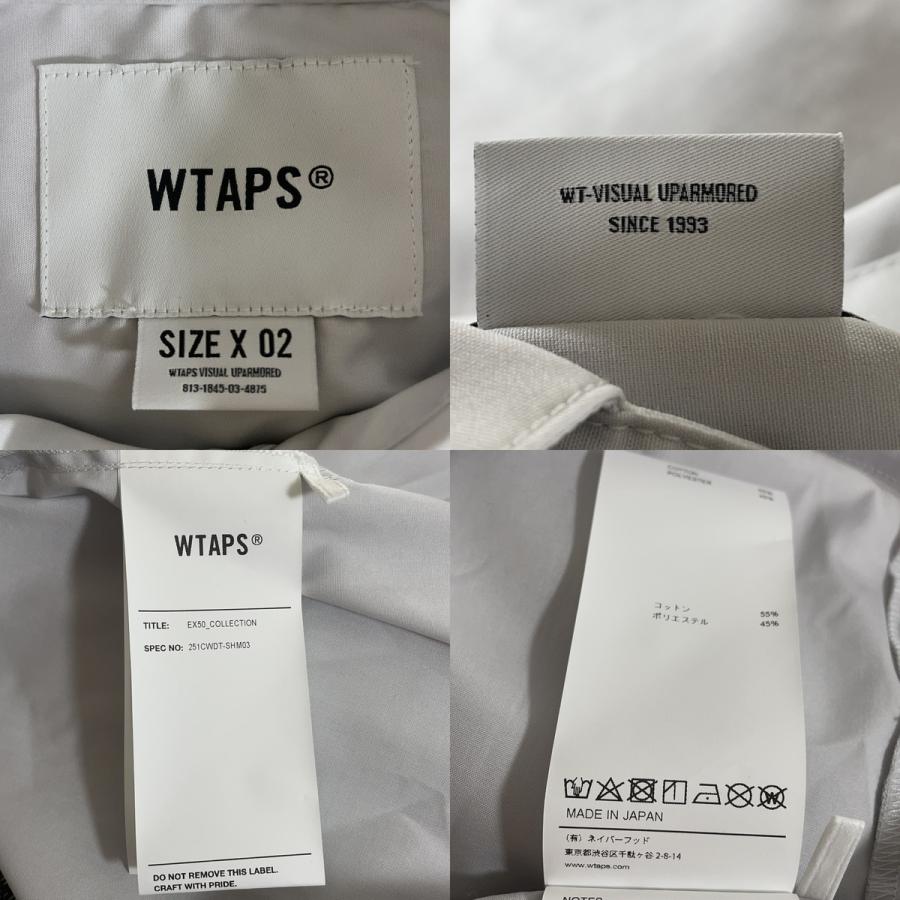 WTAPS®
SIZE X 02
WTAPS VISUAL UPARMORED
813-1845-03-4875
WT-VISUAL UPARMORED
SINCE 1993
WTAPS®
TITLE: EX50_COLLECTION
SPEC NO: 251CWDT-SHM03
DO NOT REMOVE THIS LABEL.
CRAFT WITH PRIDE.
COTTON
POLYESTER
コットン 55%
ポリエステル 45%
MADE IN JAPAN
(有) ネイバーフッド
東京都渋谷区千駄ヶ谷 2-8-14
www.wtaps.com